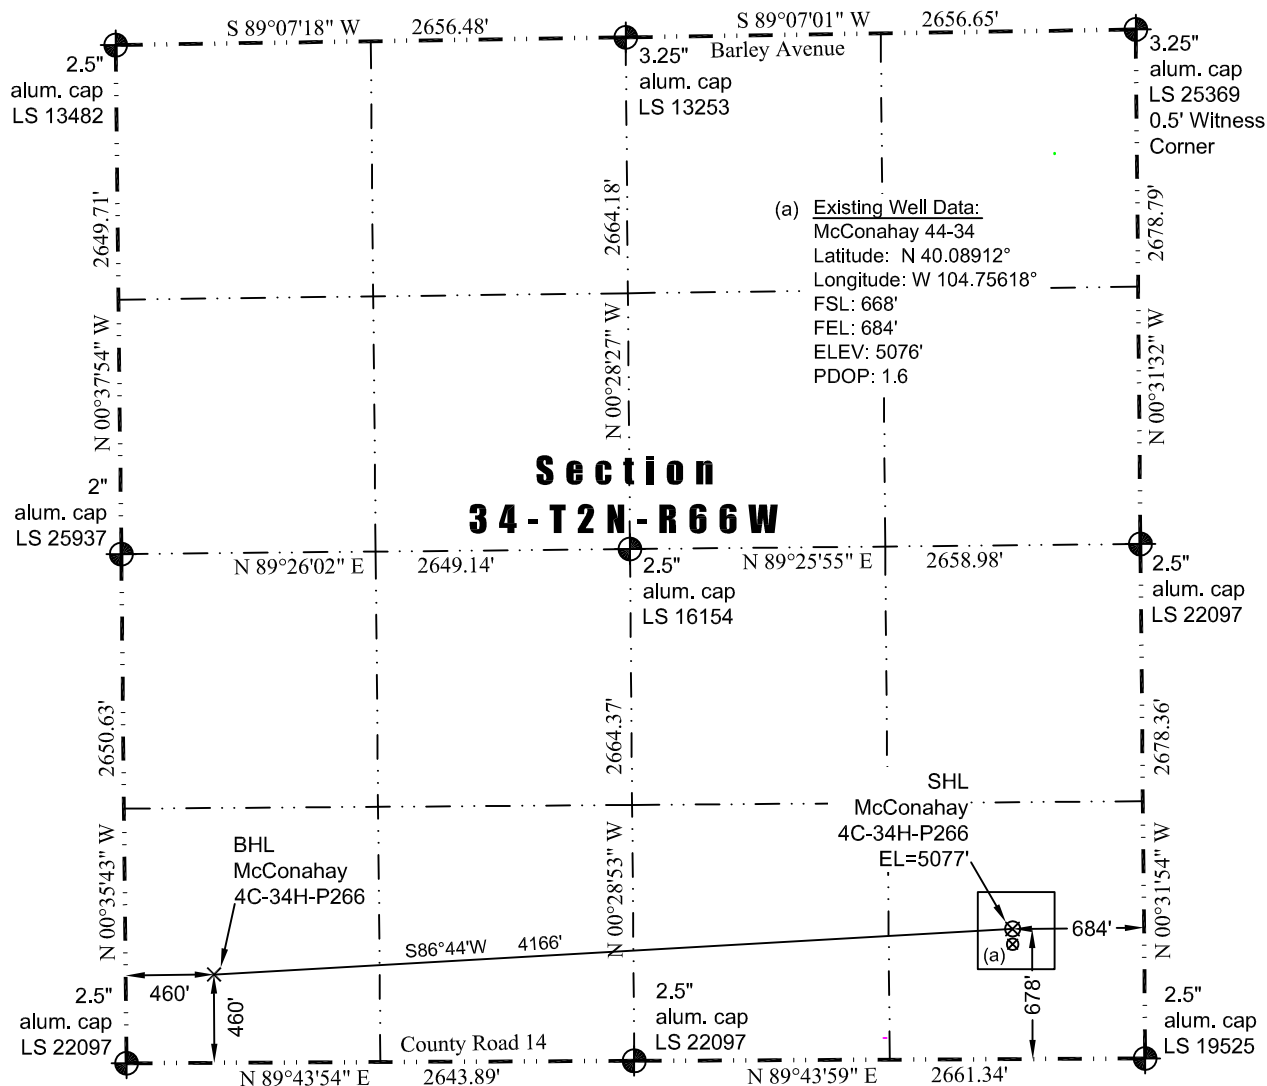 S 89°07'18" W
2656.48'
S 89°07'01" W
2656.65'
Barley Avenue
2.5"
alum. cap
LS 13482
3.25"
alum. cap
LS 13253
3.25"
alum. cap
LS 25369
0.5' Witness
Corner
2649.71'
2664.18'
2678.79'
(a) Existing Well Data:
McConahay 44-34
Latitude: N 40.08912°
Longitude: W 104.75618°
FSL: 668'
FEL: 684'
ELEV: 5076'
PDOP: 1.6
N 00°37'54" W
N 00°28'27" W
N 00°31'32" W
Section
34-T2N-R66W
2"
alum. cap
LS 25937
N 89°26'02" E
2649.14'
2.5"
alum. cap
LS 16154
N 89°25'55" E
2658.98'
2.5"
alum. cap
LS 22097
2650.63'
2664.37'
2678.36'
SHL
McConahay
4C-34H-P266
EL=5077'
BHL
McConahay
4C-34H-P266
N 00°35'43" W
N 00°28'53" W
N 00°31'54" W
S86°44'W 4166'
684'
(a)
678'
460'
460'
2.5"
alum. cap
LS 22097
2.5"
alum. cap
LS 22097
2.5"
alum. cap
LS 19525
County Road 14
N 89°43'54" E
2643.89'
N 89°43'59" E
2661.34'